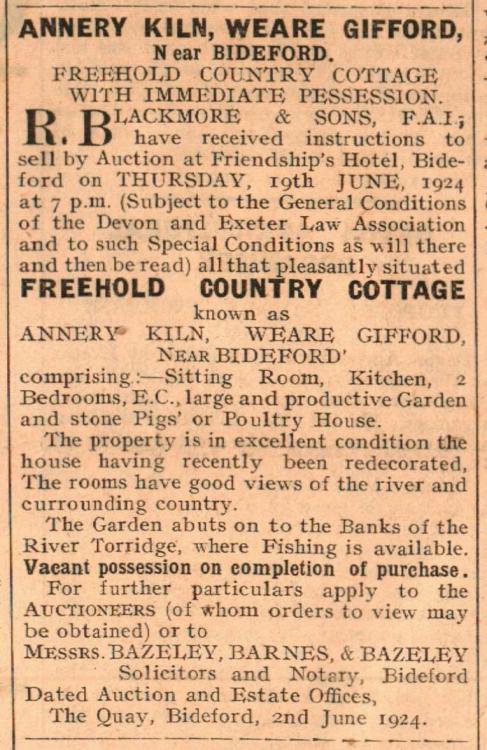 ANNERY KILN, WEARE GIFFORD,
Near BIDEFORD.
FREEHOLD COUNTRY COTTAGE
WITH IMMEDIATE PESSESSION.
R. BLACKMORE & SONS, F.A.I.,
have received instructions to
sell by Auction at Friendship's Hotel, Bide-
ford on THURSDAY, 19th JUNE, 1924
at 7 p.m. (Subject to the General Conditions
of the Devon and Exeter Law Association
and to such Special Conditions as will there
and then be read) all that pleasantly situated
FREEHOLD COUNTRY COTTAGE
known as
ANNERY KILN, WEARE GIFFORD,
NEAR BIDEFORD'
comprising:—Sitting Room, Kitchen, 2
Bedrooms, E.C., large and productive Garden
and stone Pigs' or Poultry House.
The property is in excellent condition the
house having recently been redecorated,
The rooms have good views of the river and
currounding country.
The Garden abuts on to the Banks of the
River Torridge, where Fishing is available.
Vacant possession on completion of purchase.
For further particulars apply to the
AUCTIONEERS (of whom orders to view may
be obtained) or to
MESSRS. BAZELEY, BARNES, & BAZELEY
Solicitors and Notary, Bideford
Dated Auction and Estate Offices,
The Quay, Bideford, 2nd June 1924.